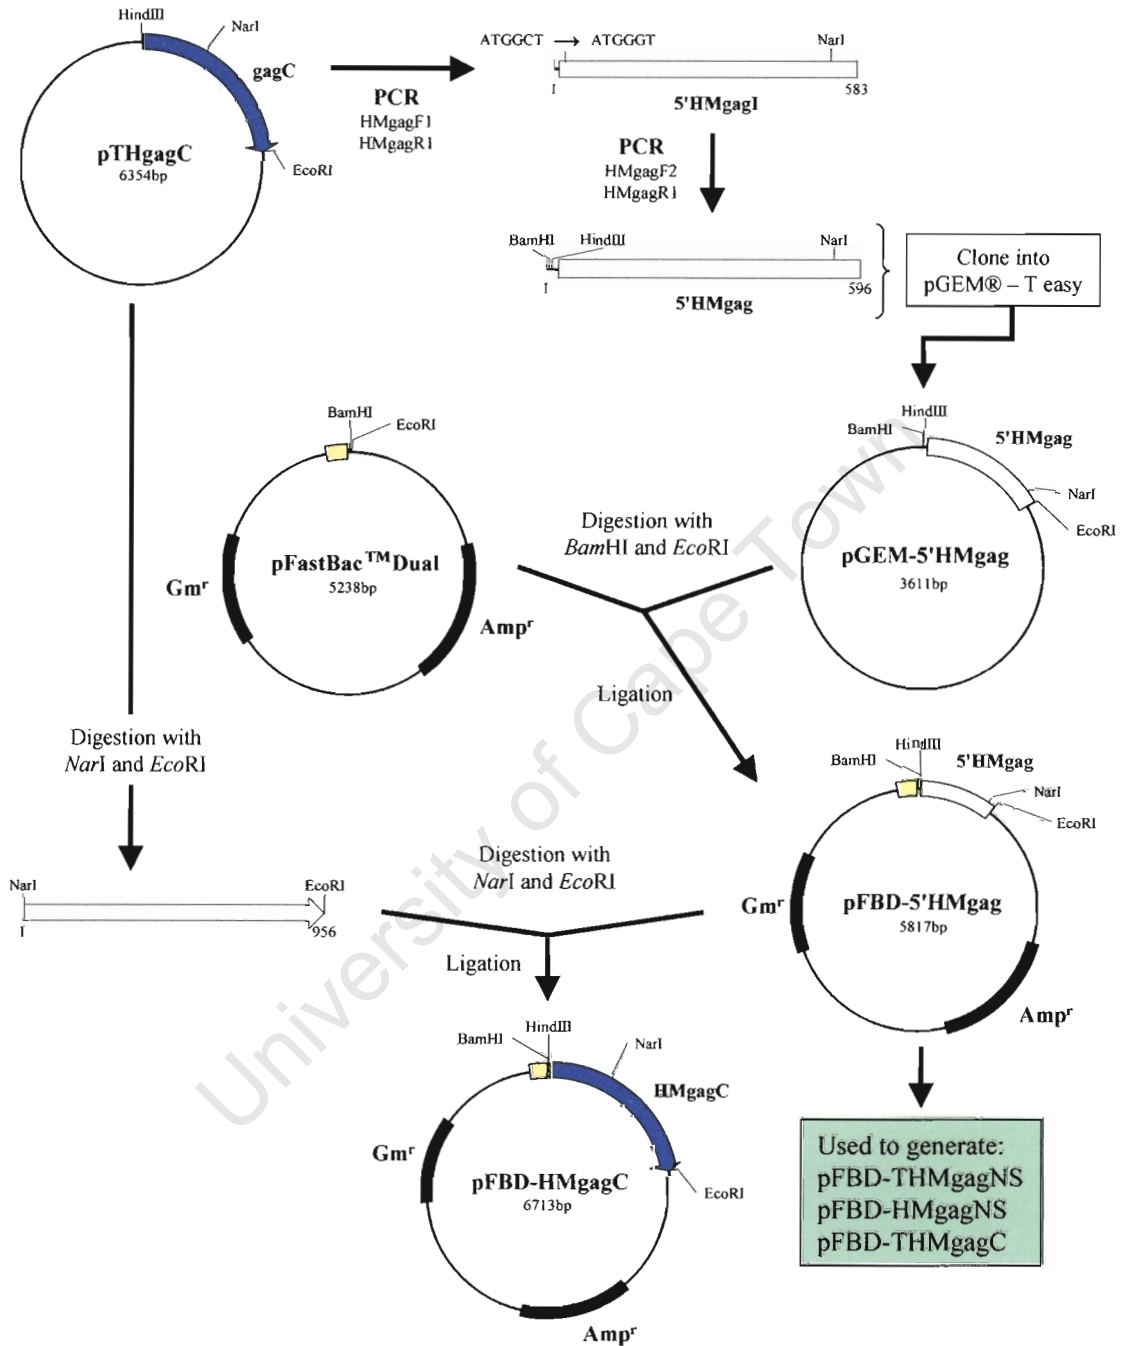 HindIII
NarI
gagC
EcoRI
pTHgagC
6354bp
PCR
HMgagF1
HMgagR1
ATGGCT → ATGGGT
NarI
1
583
5'HMgagI
PCR
HMgagF2
HMgagR1
BamHI
HindIII
NarI
1
596
5'HMgag
Clone into
pGEM® – T easy
BamHI
EcoRI
pFastBac™Dual
5238bp
Gmʳ
Ampʳ
Digestion with
BamHI and EcoRI
HindIII
BamHI
5'HMgag
NarI
EcoRI
pGEM-5'HMgag
3611bp
Ligation
Digestion with
NarI and EcoRI
NarI
EcoRI
1
956
Digestion with
NarI and EcoRI
Ligation
HindIII
BamHI
5'HMgag
NarI
EcoRI
Gmʳ
pFBD-5'HMgag
5817bp
Ampʳ
HindIII
BamHI
NarI
HMgagC
Gmʳ
pFBD-HMgagC
6713bp
EcoRI
Ampʳ
Used to generate:
pFBD-THMgagNS
pFBD-HMgagNS
pFBD-THMgagC
University of Cape Town